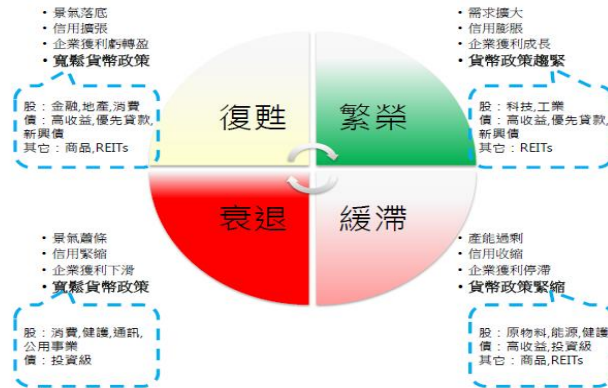 • 景氣落底
• 信用擴張
• 企業獲利虧轉盈
• 寬鬆貨幣政策
股：金融,地產,消費
債：高收益,優先貸款,
新興債
其它：商品,REITs
復甦
繁榮
• 需求擴大
• 信用膨脹
• 企業獲利成長
• 貨幣政策趨緊
股：科技,工業
債：高收益,優先貸款,
新興債
其它：REITs
衰退
緩滯
• 景氣蕭條
• 信用緊縮
• 企業獲利下滑
• 寬鬆貨幣政策
股：消費,健護,通訊,
公用事業
債：投資級
• 產能過剩
• 信用收縮
• 企業獲利停滯
• 貨幣政策緊縮
股：原物料,能源,健護
債：高收益,投資級
其它：商品,REITs